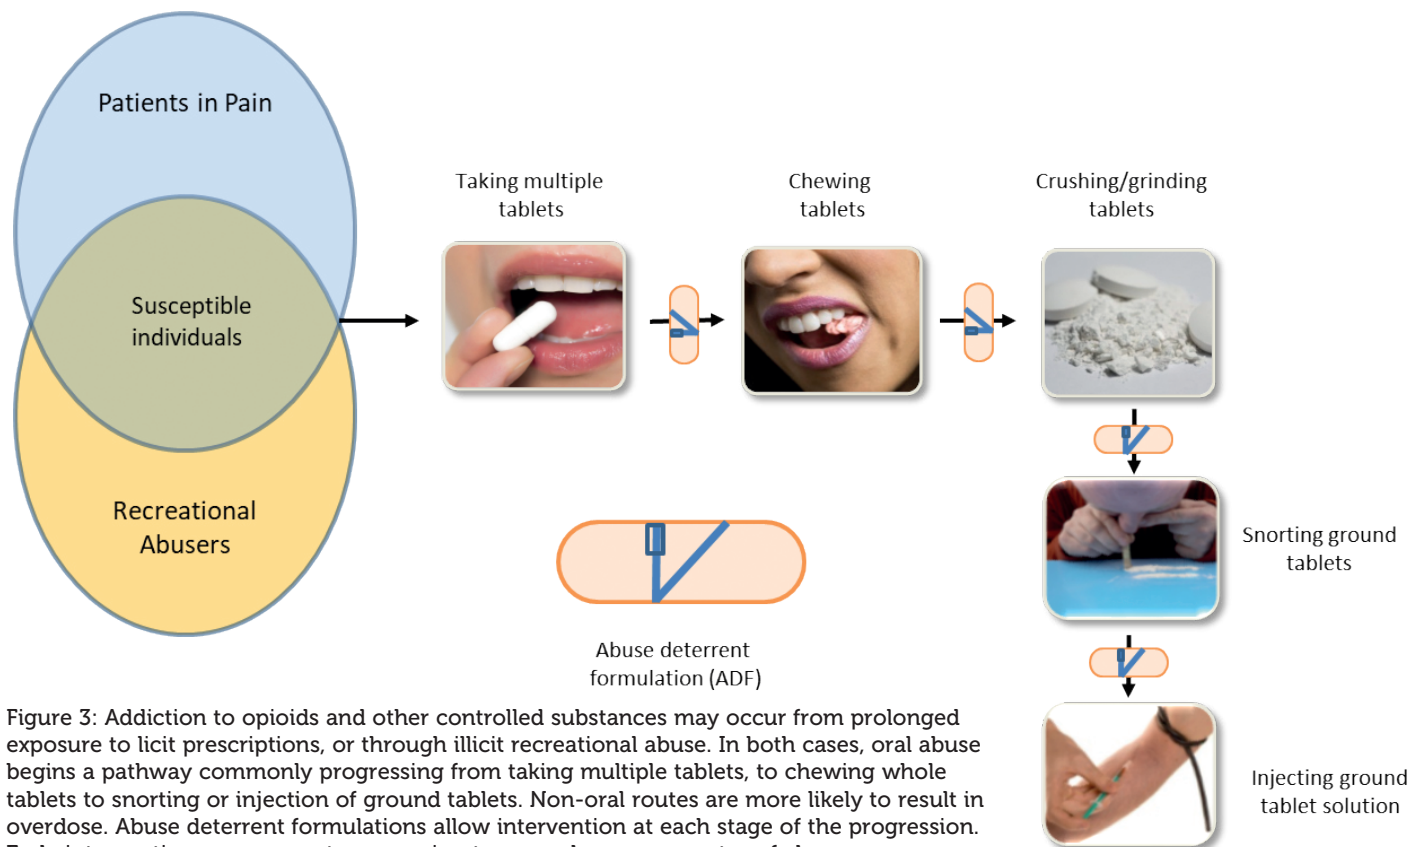 Patients in Pain
Susceptible
individuals
Recreational
Abusers
Taking multiple
tablets
Chewing
tablets
Crushing/grinding
tablets
Snorting ground
tablets
Injecting ground
tablet solution
Abuse deterrent
formulation (ADF)
Figure 3: Addiction to opioids and other controlled substances may occur from prolonged
exposure to licit prescriptions, or through illicit recreational abuse. In both cases, oral abuse
begins a pathway commonly progressing from taking multiple tablets, to chewing whole
tablets to snorting or injection of ground tablets. Non-oral routes are more likely to result in
overdose. Abuse deterrent formulations allow intervention at each stage of the progression.